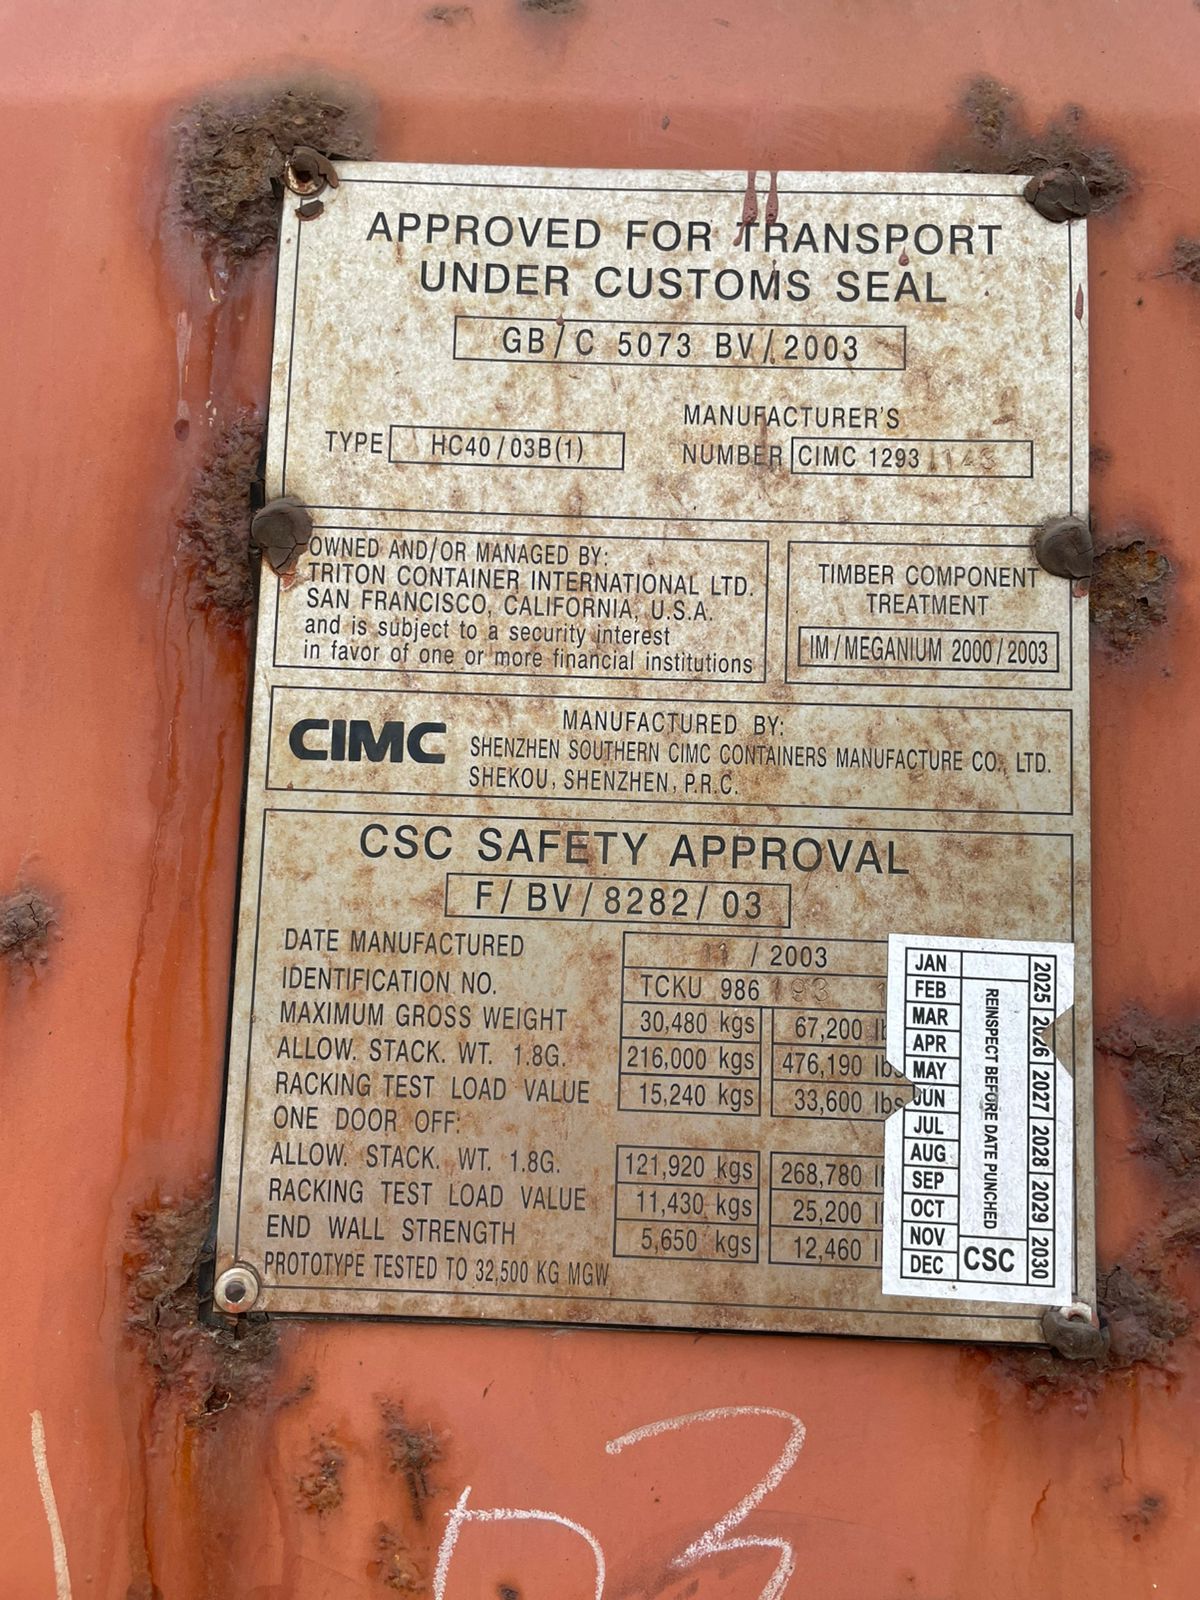 APPROVED FOR TRANSPORT
UNDER CUSTOMS SEAL
GB/C 5073 BV/2003
TYPE HC40/03B(1)
MANUFACTURER'S
NUMBER CIMC 1293
OWNED AND/OR MANAGED BY:
TRITON CONTAINER INTERNATIONAL LTD.
SAN FRANCISCO, CALIFORNIA, U.S.A.
and is subject to a security interest
in favor of one or more financial institutions
TIMBER COMPONENT
TREATMENT
IM/MEGANIUM 2000/2003
CIMC
MANUFACTURED BY:
SHENZHEN SOUTHERN CIMC CONTAINERS MANUFACTURE CO., LTD.
SHEKOU, SHENZHEN, P.R.C.
CSC SAFETY APPROVAL
F/BV/8282/03
DATE MANUFACTURED 11/2003
IDENTIFICATION NO. TCKU 986
MAXIMUM GROSS WEIGHT 30,480 kgs 67,200 lb
ALLOW. STACK. WT. 1.8G. 216,000 kgs 476,190 lbs
RACKING TEST LOAD VALUE 15,240 kgs 33,600 lbs
ONE DOOR OFF:
ALLOW. STACK. WT. 1.8G. 121,920 kgs 268,780 l
RACKING TEST LOAD VALUE 11,430 kgs 25,200 l
END WALL STRENGTH 5,650 kgs 12,460 l
PROTOTYPE TESTED TO 32,500 KG MGW
JAN
FEB
MAR
APR
MAY
JUN
JUL
AUG
SEP
OCT
NOV
DEC
REINSPECT BEFORE DATE PUNCHED
CSC
2025 2026 2027 2028 2029 2030